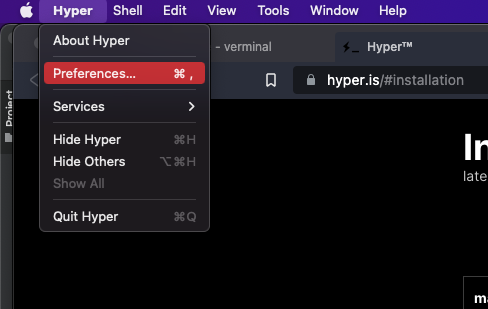 Hyper Shell Edit View Tools Window Help
About Hyper
- verminal
Hyper™
Preferences... ⌘ ,
hyper.is/#installation
Project
Services
Hide Hyper ⌘H
Hide Others ⌥⌘H
Show All
Quit Hyper ⌘Q
In
late
ma